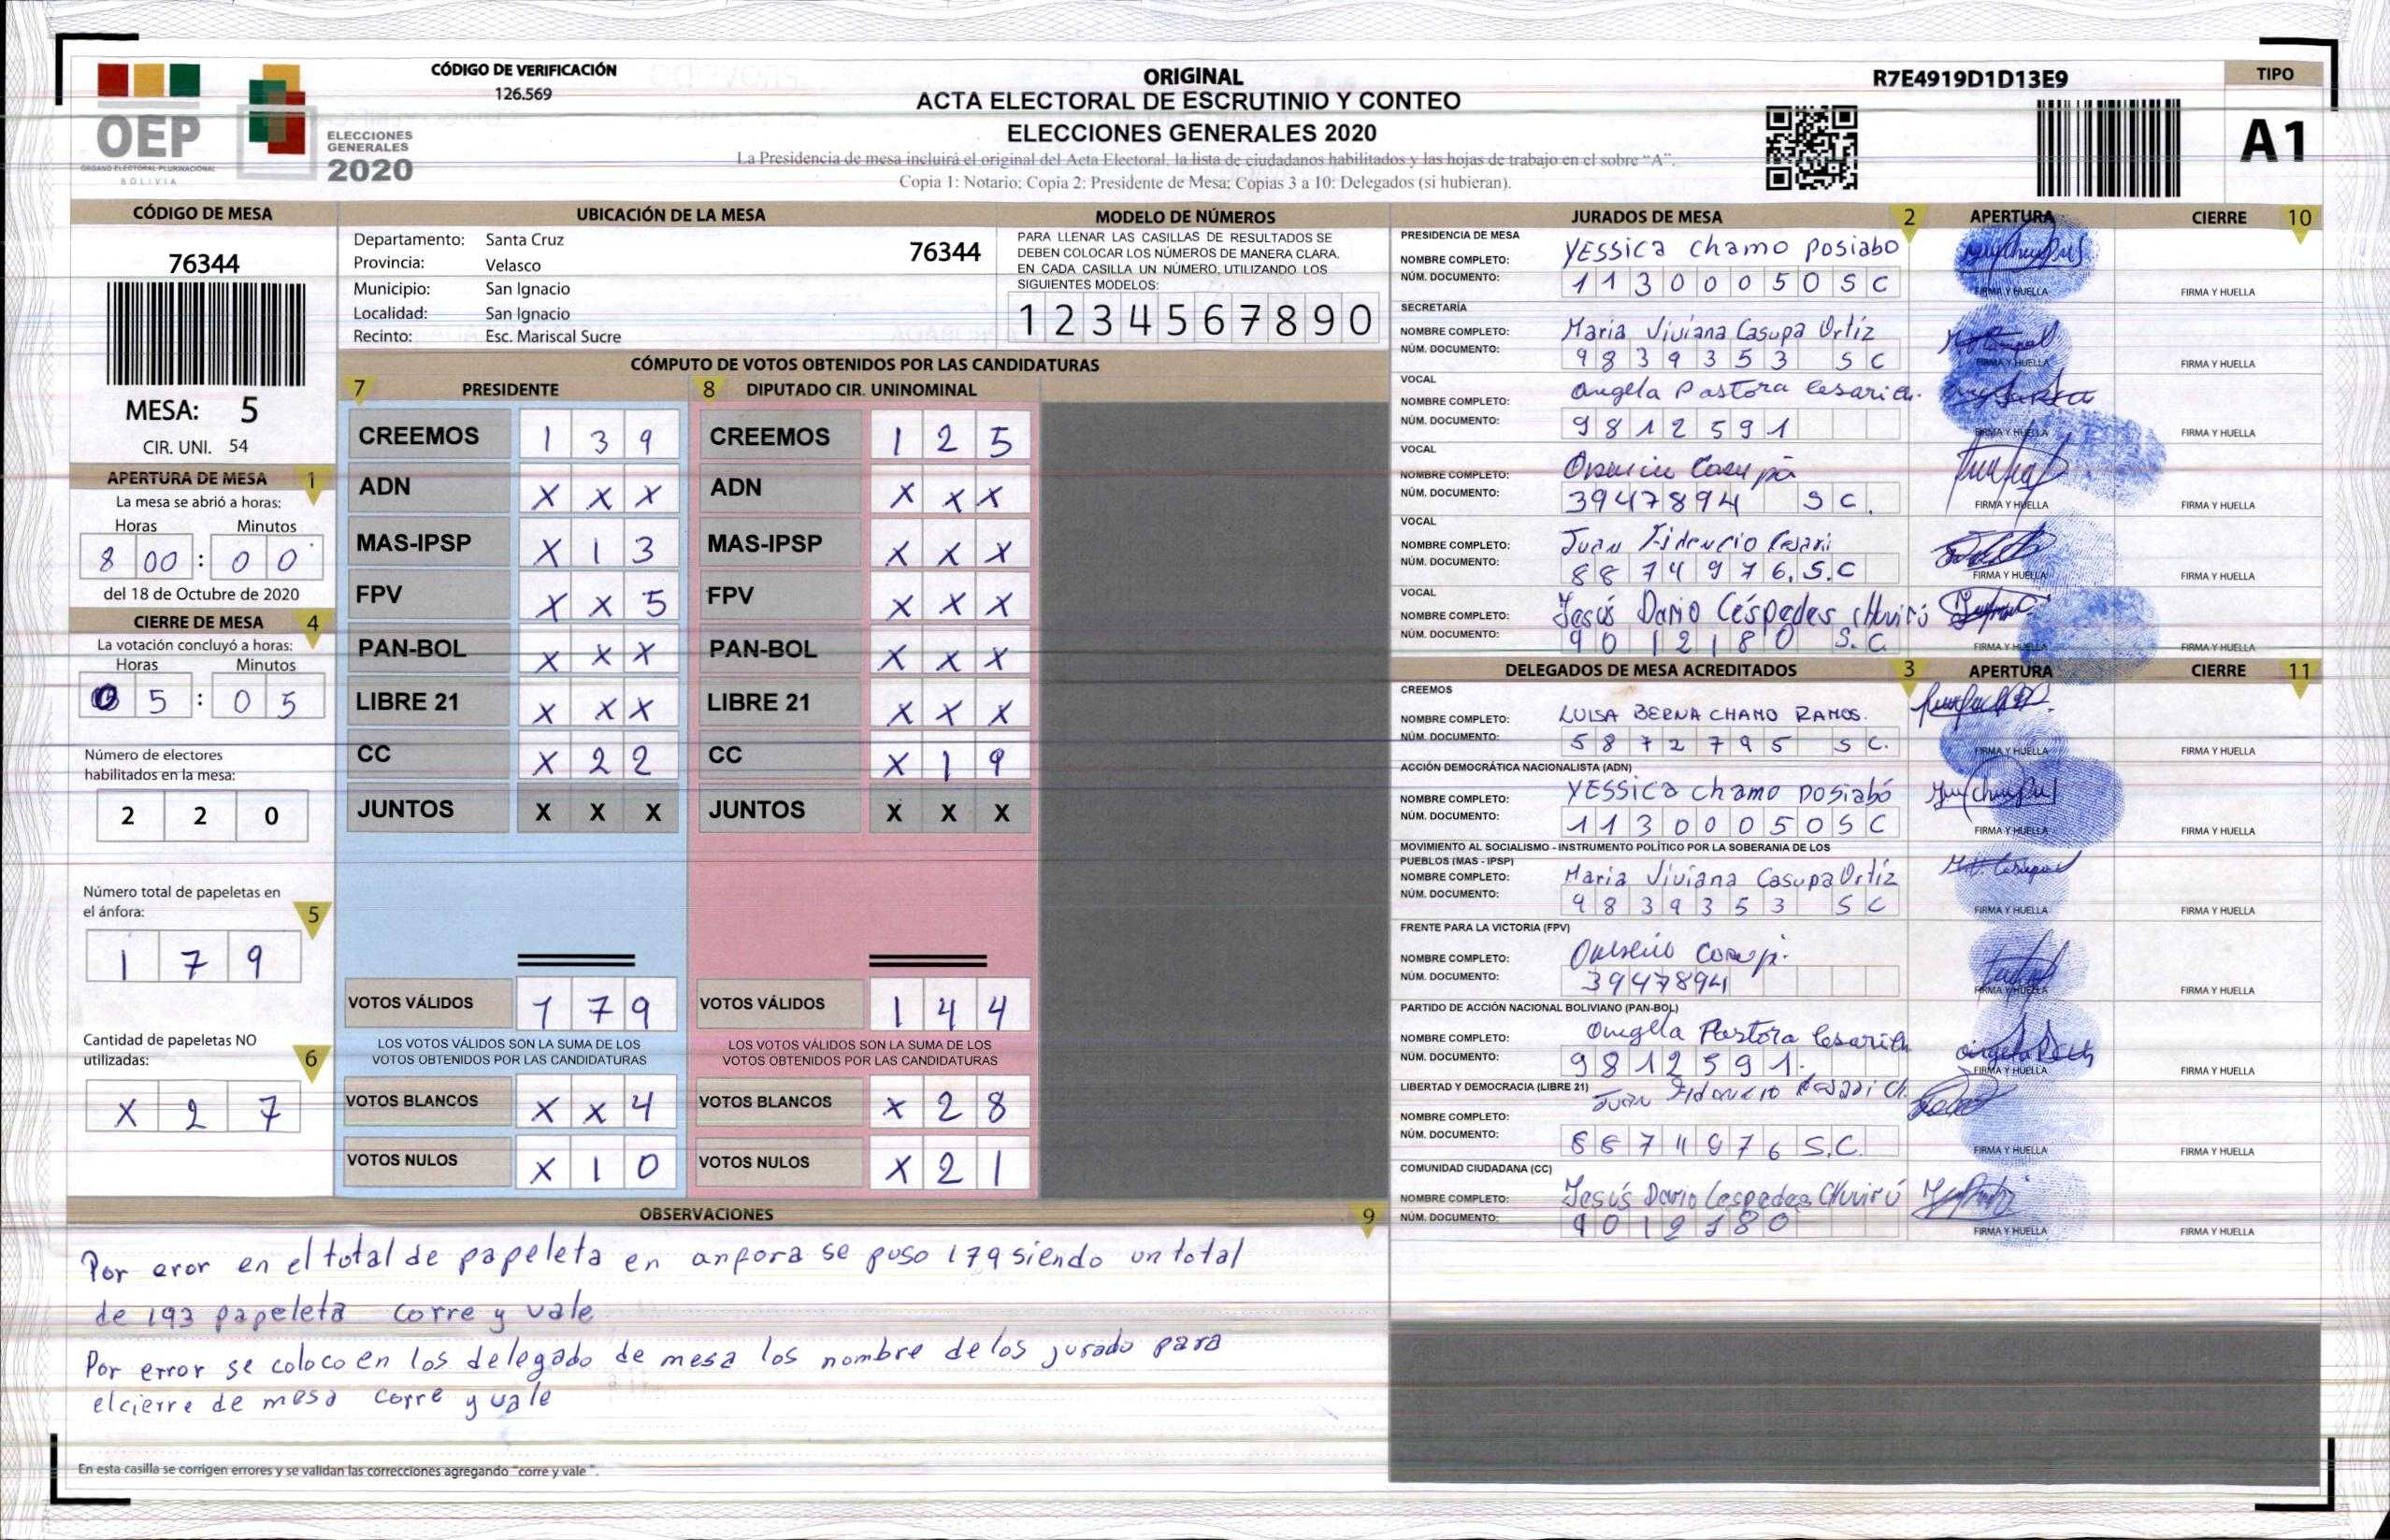 OEP
ÓRGANO ELECTORAL PLURINACIONAL
BOLIVIA
ELECCIONES
GENERALES
2020
CÓDIGO DE VERIFICACIÓN
126.569
ORIGINAL
ACTA ELECTORAL DE ESCRUTINIO Y CONTEO
ELECCIONES GENERALES 2020
La Presidencia de mesa incluirá el original del Acta Electoral, la lista de ciudadanos habilitados y las hojas de trabajo en el sobre “A”.
Copia 1: Notario; Copia 2: Presidente de Mesa; Copias 3 a 10: Delegados (si hubieran).
R7E4919D1D13E9
TIPO
A1
CÓDIGO DE MESA
76344
MESA: 5
CIR. UNI. 54
APERTURA DE MESA 1
La mesa se abrió a horas:
Horas Minutos
8 00 : 0 0
del 18 de Octubre de 2020
CIERRE DE MESA 4
La votación concluyó a horas:
Horas Minutos
0 5 : 0 5
Número de electores
habilitados en la mesa:
2 2 0
Número total de papeletas en
el ánfora: 5
1 7 9
Cantidad de papeletas NO
utilizadas: 6
X 2 7
UBICACIÓN DE LA MESA
Departamento: Santa Cruz 76344
Provincia: Velasco
Municipio: San Ignacio
Localidad: San Ignacio
Recinto: Esc. Mariscal Sucre
MODELO DE NÚMEROS
PARA LLENAR LAS CASILLAS DE RESULTADOS SE
DEBEN COLOCAR LOS NÚMEROS DE MANERA CLARA.
EN CADA CASILLA UN NÚMERO, UTILIZANDO LOS
SIGUIENTES MODELOS:
1 2 3 4 5 6 7 8 9 0
CÓMPUTO DE VOTOS OBTENIDOS POR LAS CANDIDATURAS
7 PRESIDENTE 8 DIPUTADO CIR. UNINOMINAL
CREEMOS 1 3 9 CREEMOS 1 2 5
ADN X X X ADN X X X
MAS-IPSP X 1 3 MAS-IPSP X X X
FPV X X 5 FPV X X X
PAN-BOL X X X PAN-BOL X X X
LIBRE 21 X X X LIBRE 21 X X X
CC X 2 2 CC X 1 9
JUNTOS X X X JUNTOS X X X
VOTOS VÁLIDOS 1 7 9 VOTOS VÁLIDOS 1 4 4
LOS VOTOS VÁLIDOS SON LA SUMA DE LOS LOS VOTOS VÁLIDOS SON LA SUMA DE LOS
VOTOS OBTENIDOS POR LAS CANDIDATURAS VOTOS OBTENIDOS POR LAS CANDIDATURAS
VOTOS BLANCOS X X 4 VOTOS BLANCOS X 2 8
VOTOS NULOS X 1 0 VOTOS NULOS X 2 1
JURADOS DE MESA 2 APERTURA CIERRE 10
PRESIDENCIA DE MESA
NOMBRE COMPLETO: YESSICA chamo Posiabo
NÚM. DOCUMENTO: 1 1 3 0 0 0 5 0 S C FIRMA Y HUELLA FIRMA Y HUELLA
SECRETARÍA
NOMBRE COMPLETO: Maria Viviana Casupa Ortiz
NÚM. DOCUMENTO: 9 8 3 9 3 5 3 S C FIRMA Y HUELLA FIRMA Y HUELLA
VOCAL
NOMBRE COMPLETO: Angela Pastora
NÚM. DOCUMENTO: 9 8 1 2 5 9 1 FIRMA Y HUELLA FIRMA Y HUELLA
VOCAL
NOMBRE COMPLETO:
NÚM. DOCUMENTO: 3947894 S C. FIRMA Y HUELLA FIRMA Y HUELLA
VOCAL
NOMBRE COMPLETO: Juan
NÚM. DOCUMENTO: 8 8 7 4 9 7 6. S.C FIRMA Y HUELLA FIRMA Y HUELLA
VOCAL
NOMBRE COMPLETO: Jesús Dario Céspedes Chuvirú
NÚM. DOCUMENTO: 9 0 1 2 1 8 0 S.C. FIRMA Y HUELLA FIRMA Y HUELLA
DELEGADOS DE MESA ACREDITADOS 3 APERTURA CIERRE 11
CREEMOS
NOMBRE COMPLETO: LUISA BERNA CHAMO RAMOS.
NÚM. DOCUMENTO: 5 8 7 2 7 9 5 S C. FIRMA Y HUELLA FIRMA Y HUELLA
ACCIÓN DEMOCRÁTICA NACIONALISTA (ADN)
NOMBRE COMPLETO: YESSICA chamo posiabó
NÚM. DOCUMENTO: 1 1 3 0 0 0 5 0 S C FIRMA Y HUELLA FIRMA Y HUELLA
MOVIMIENTO AL SOCIALISMO - INSTRUMENTO POLÍTICO POR LA SOBERANIA DE LOS
PUEBLOS (MAS - IPSP)
NOMBRE COMPLETO: Maria Viviana Casupa Ortiz
NÚM. DOCUMENTO: 9 8 3 9 3 5 3 S C FIRMA Y HUELLA FIRMA Y HUELLA
FRENTE PARA LA VICTORIA (FPV)
NOMBRE COMPLETO:
NÚM. DOCUMENTO: 3947894 FIRMA Y HUELLA FIRMA Y HUELLA
PARTIDO DE ACCIÓN NACIONAL BOLIVIANO (PAN-BOL)
NOMBRE COMPLETO: Angela Pastora
NÚM. DOCUMENTO: 9 8 1 2 5 9 1. FIRMA Y HUELLA FIRMA Y HUELLA
LIBERTAD Y DEMOCRACIA (LIBRE 21)
NOMBRE COMPLETO: Juan
NÚM. DOCUMENTO: 8 8 7 4 9 7 6 S.C. FIRMA Y HUELLA FIRMA Y HUELLA
COMUNIDAD CIUDADANA (CC)
NOMBRE COMPLETO: Jesús Dario Cespedes Chuvirú
NÚM. DOCUMENTO: 9 0 1 2 1 8 0 FIRMA Y HUELLA FIRMA Y HUELLA
OBSERVACIONES 9
Por eror en el total de papeleta en anfora se puso 179 siendo un total
de 193 papeleta corre y vale
Por error se coloco en los delegado de mesa los nombre de los jurado para
el cierre de mesa corre y vale
En esta casilla se corrigen errores y se validan las correcciones agregando "corre y vale".